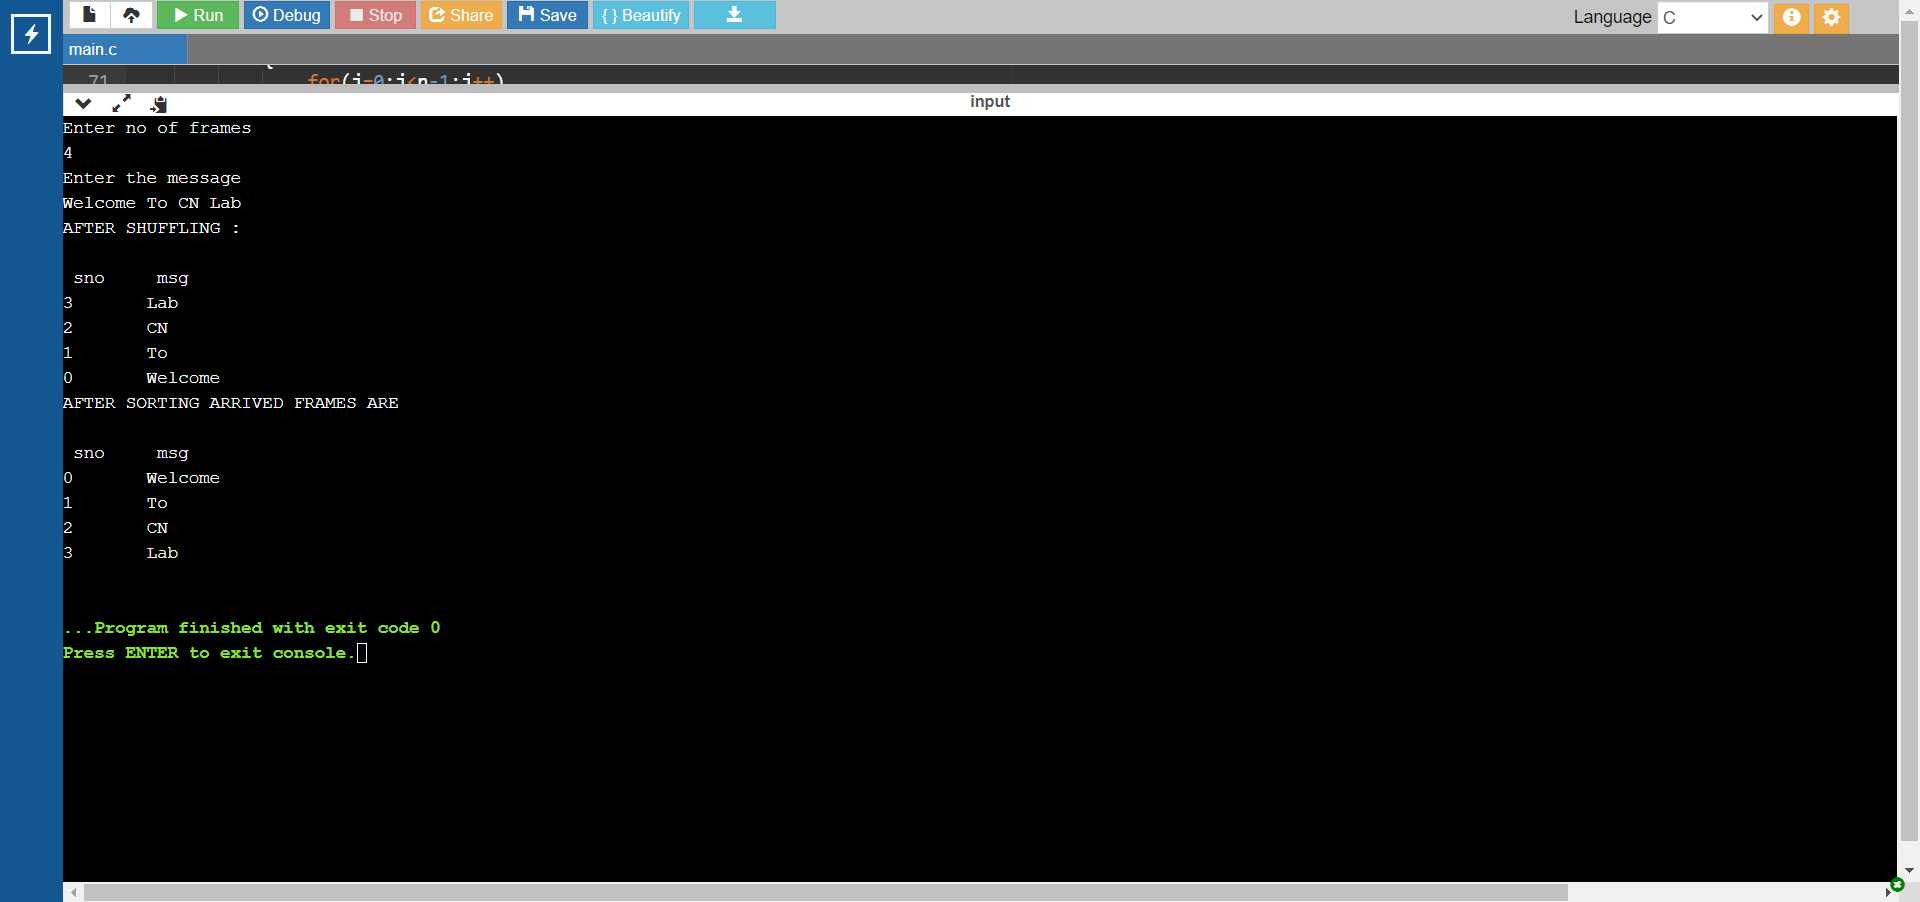 Run Debug Stop Share Save { } Beautify Language C
main.c
71 for(j=0;j<n-1;j++)
input
Enter no of frames
4
Enter the message
Welcome To CN Lab
AFTER SHUFFLING :
sno msg
3 Lab
2 CN
1 To
0 Welcome
AFTER SORTING ARRIVED FRAMES ARE
sno msg
0 Welcome
1 To
2 CN
3 Lab
...Program finished with exit code 0
Press ENTER to exit console.